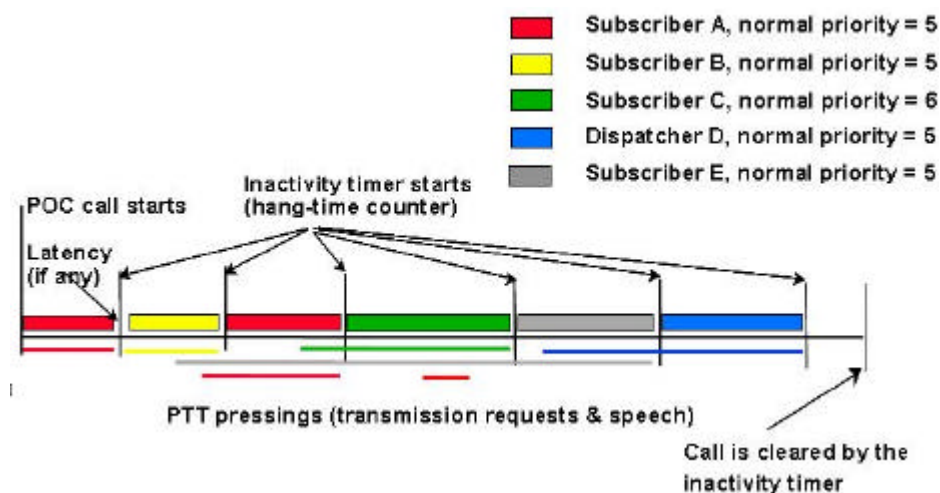 Subscriber A, normal priority = 5
Subscriber B, normal priority = 5
Subscriber C, normal priority = 6
Dispatcher D, normal priority = 5
Subscriber E, normal priority = 5
Inactivity timer starts
(hang-time counter)
POC call starts
Latency
(if any)
PTT pressings (transmission requests & speech)
Call is cleared by the
inactivity timer